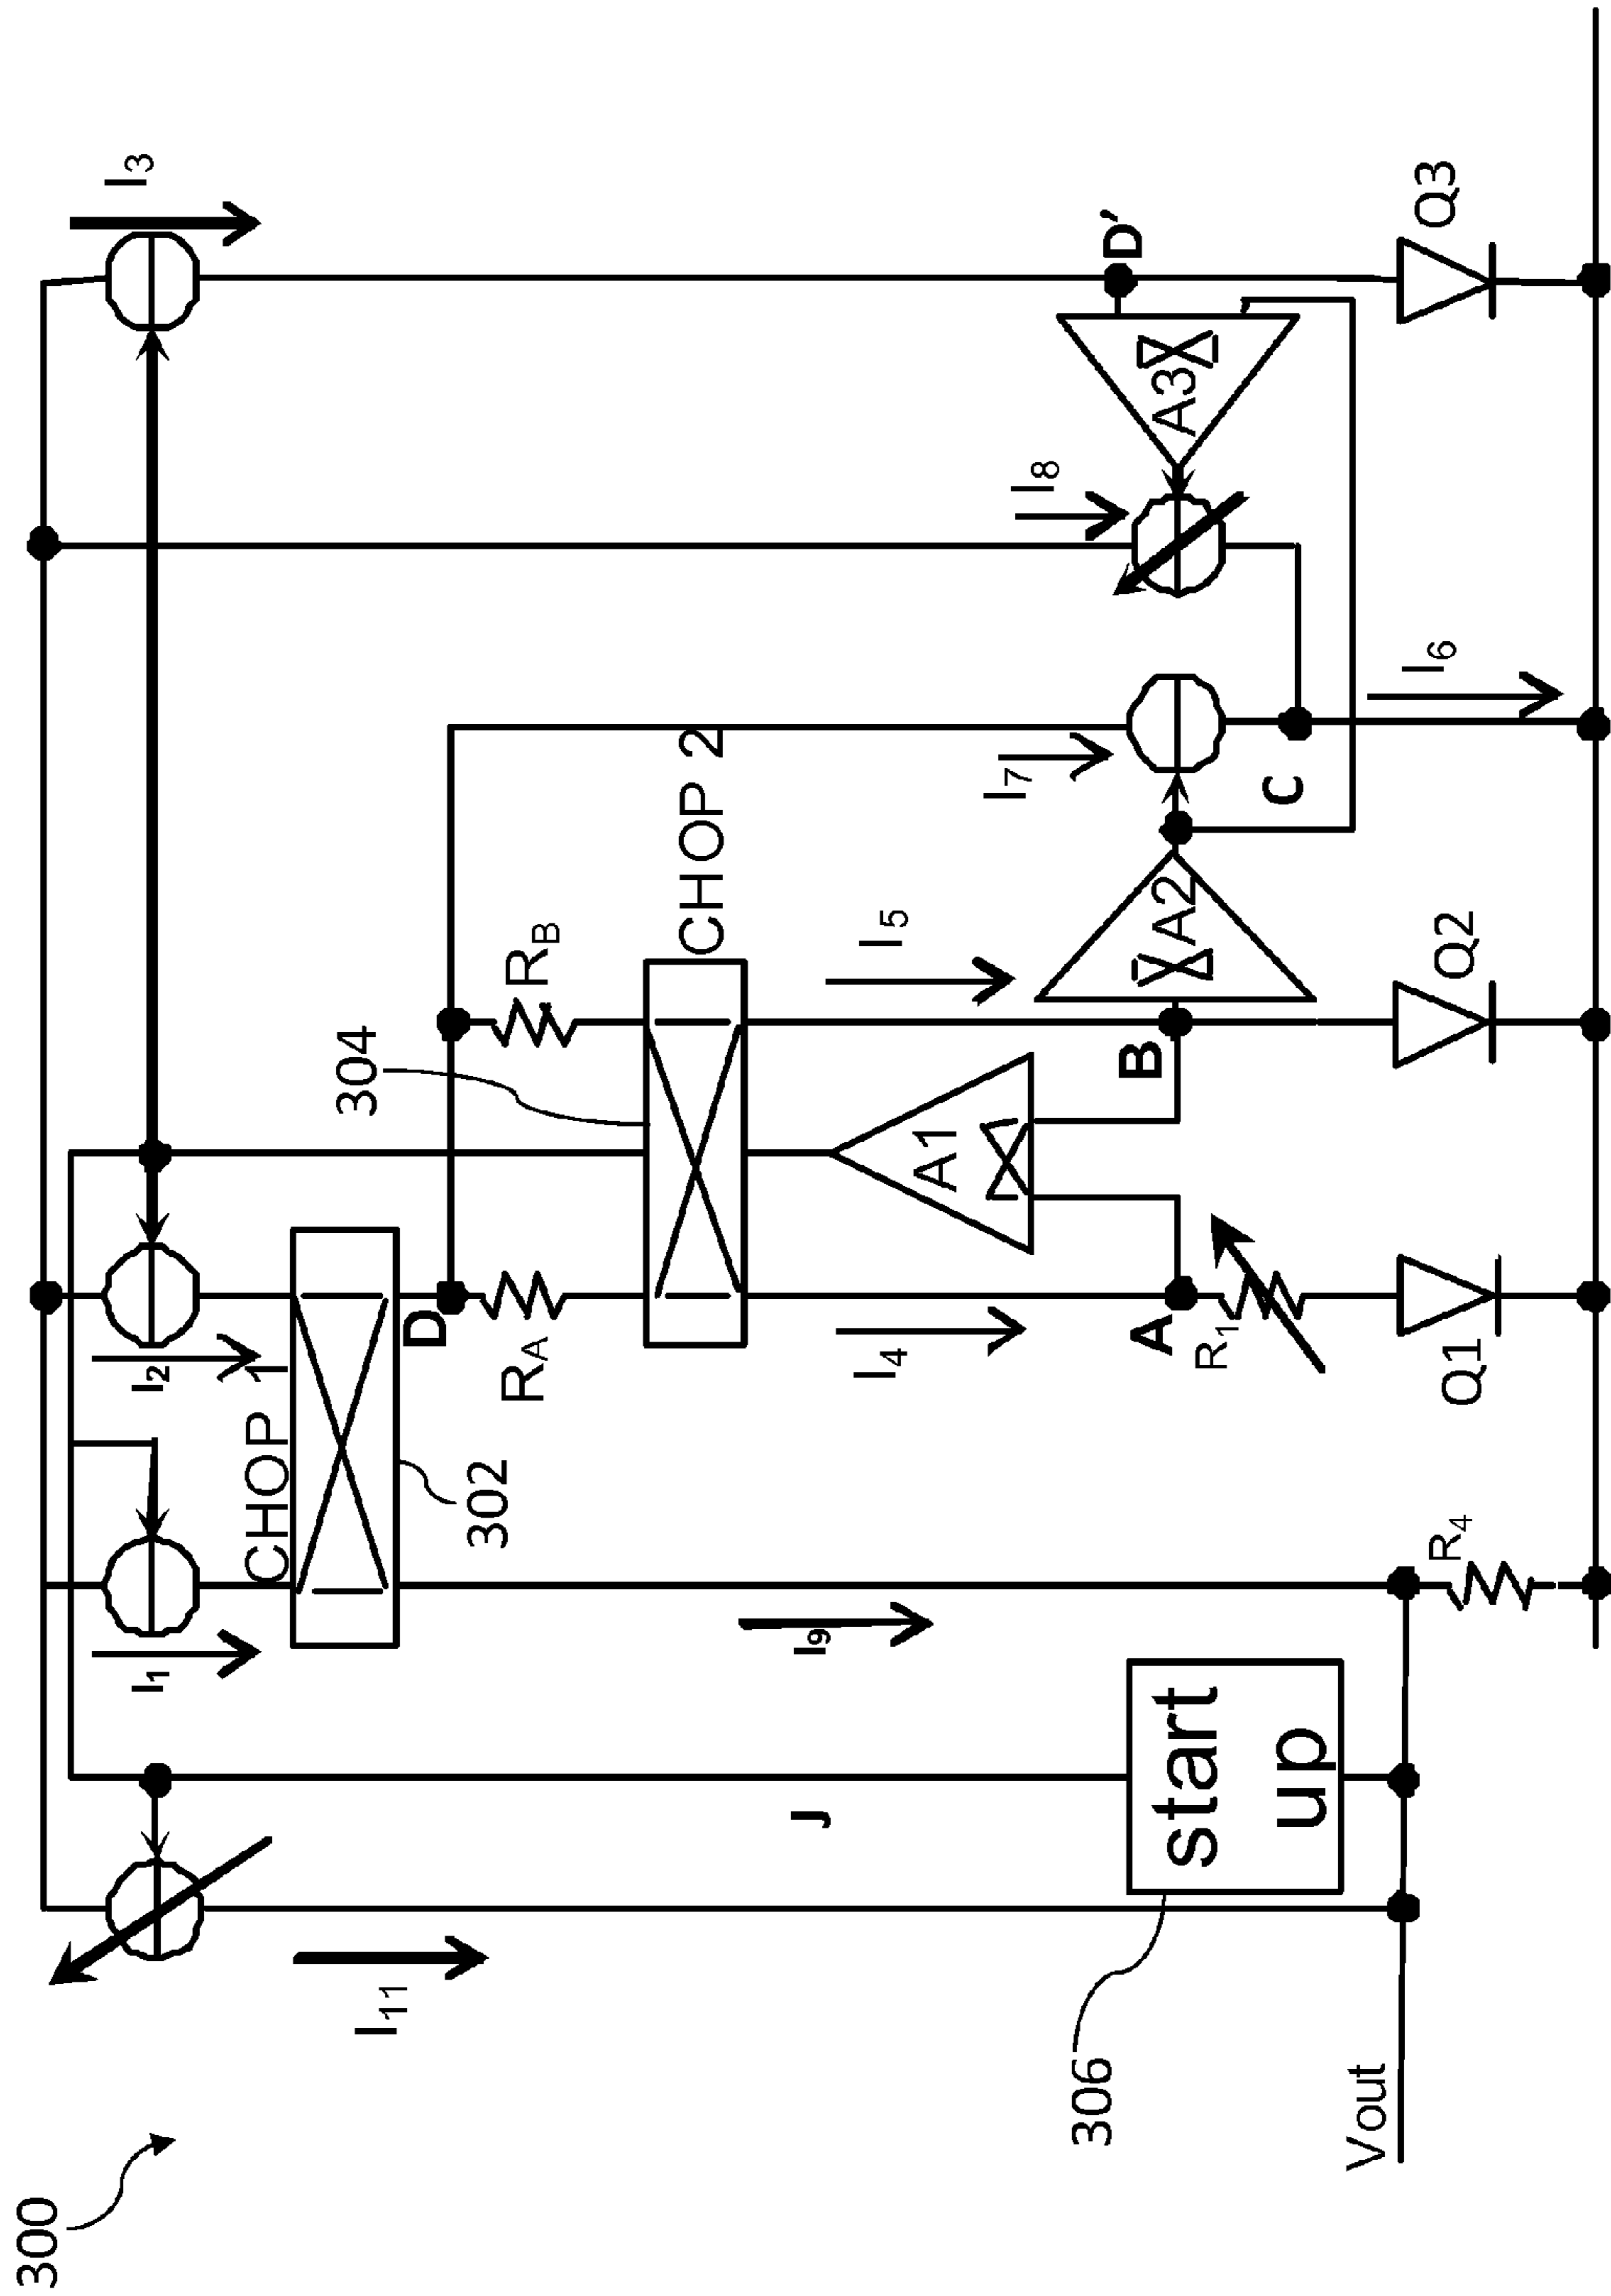 300
I11
I1
I2
I3
CHOP 1
302
J
I9
D
RA
RB
304
CHOP 2
I4
I5
I7
I8
A1
A2
A3
A
B
C
D'
I6
R1
R4
Q1
Q2
Q3
start
up
306
Vout